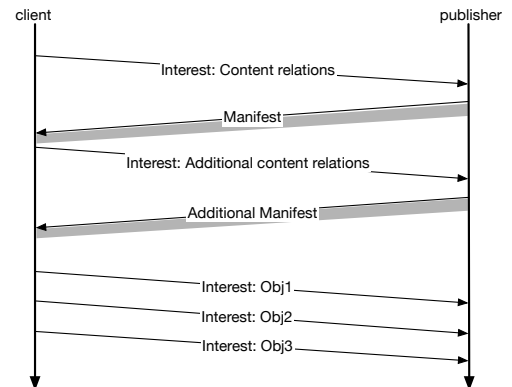 client
publisher
Interest: Content relations
Manifest
Interest: Additional content relations
Additional Manifest
Interest: Obj1
Interest: Obj2
Interest: Obj3